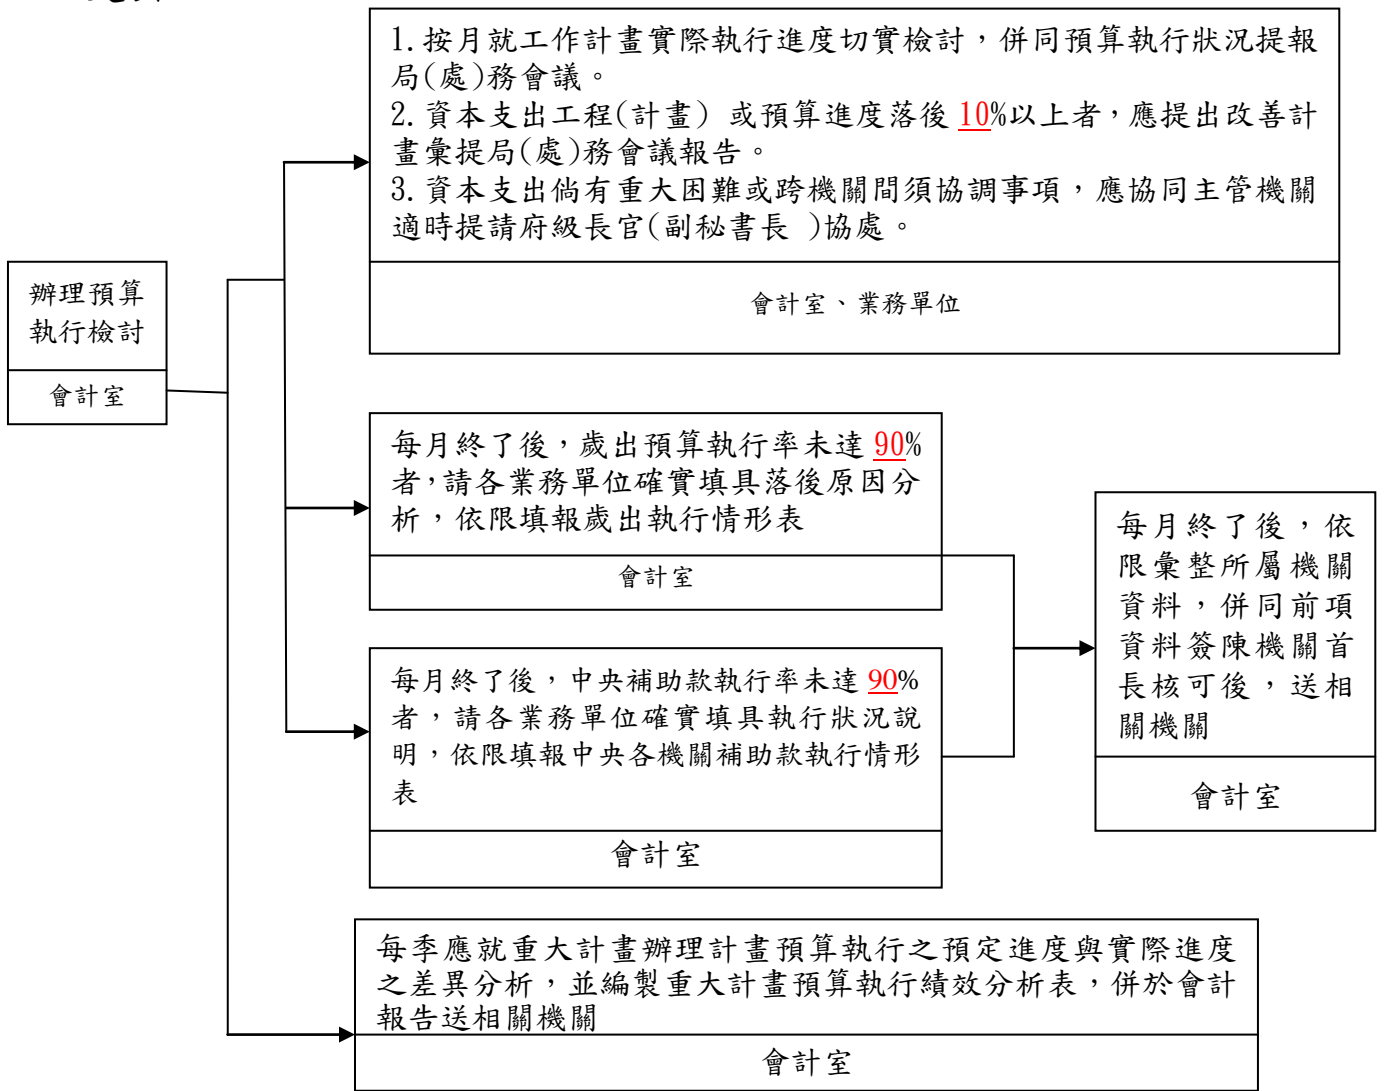 1.按月就工作計畫實際執行進度切實檢討，併同預算執行狀況提報
局(處)務會議。
2.資本支出工程(計畫) 或預算進度落後 10%以上者，應提出改善計
畫彙提局(處)務會議報告。
3.資本支出倘有重大困難或跨機關間須協調事項，應協同主管機關
適時提請府級長官(副秘書長 )協處。
會計室、業務單位
辦理預算
執行檢討
會計室
每月終了後，歲出預算執行率未達 90%
者，請各業務單位確實填具落後原因分
析，依限填報歲出執行情形表
會計室
每月終了後，中央補助款執行率未達 90%
者，請各業務單位確實填具執行狀況說
明，依限填報中央各機關補助款執行情形
表
會計室
每月終了後，依
限彙整所屬機關
資料，併同前項
資料簽陳機關首
長核可後，送相
關機關
會計室
每季應就重大計畫辦理計畫預算執行之預定進度與實際進度
之差異分析，並編製重大計畫預算執行績效分析表，併於會計
報告送相關機關
會計室